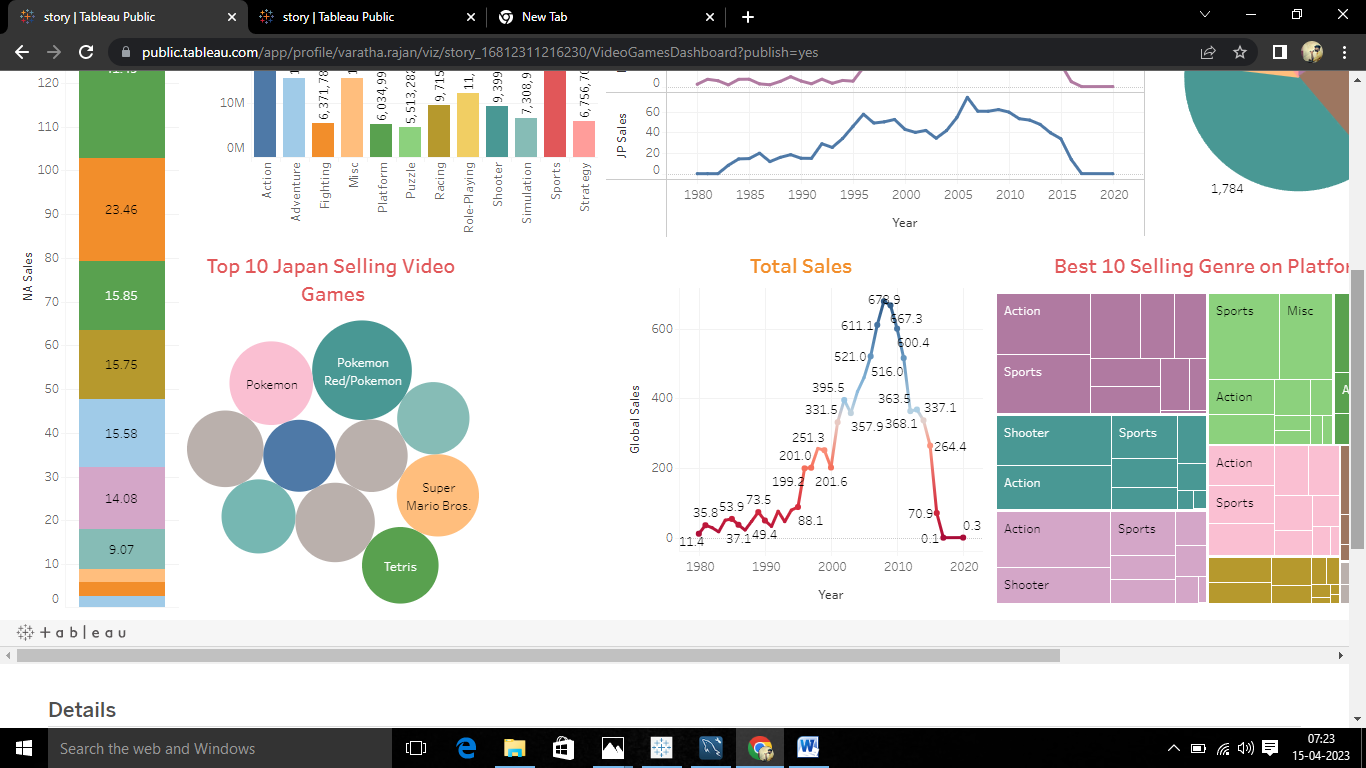 story | Tableau Public
story | Tableau Public
New Tab
public.tableau.com/app/profile/varatha.rajan/viz/story_16812311216230/VideoGamesDashboard?publish=yes
120
110
100
90
80
70
60
50
40
30
20
10
0
NA Sales
23.46
15.85
15.75
15.58
14.08
9.07
10M
0M
6,371,78
6,034,99
5,513,282
9,715
11,
9,399
7,308,9
6,756,70
Action
Adventure
Fighting
Misc
Platform
Puzzle
Racing
Role-Playing
Shooter
Simulation
Sports
Strategy
0
60
40
20
0
JP Sales
1980
1985
1990
1995
2000
2005
2010
2015
2020
Year
1,784
Top 10 Japan Selling Video
Games
Pokemon
Pokemon
Red/Pokemon
Super
Mario Bros.
Tetris
Total Sales
600
400
200
0
Global Sales
678.9
667.3
611.1
600.4
521.0
516.0
395.5
363.5
337.1
331.5
357.9
368.1
251.3
264.4
201.0
199.2
201.6
73.5
53.9
35.8
88.1
70.9
0.3
11.4
37.1
49.4
0.1
1980
1990
2000
2010
2020
Year
Best 10 Selling Genre on Platfor
Action
Sports
Shooter
Sports
Action
Action
Sports
Shooter
Sports
Misc
Action
A
Action
Sports
+ a b | e a u
Details
Search the web and Windows
07:23
15-04-2023